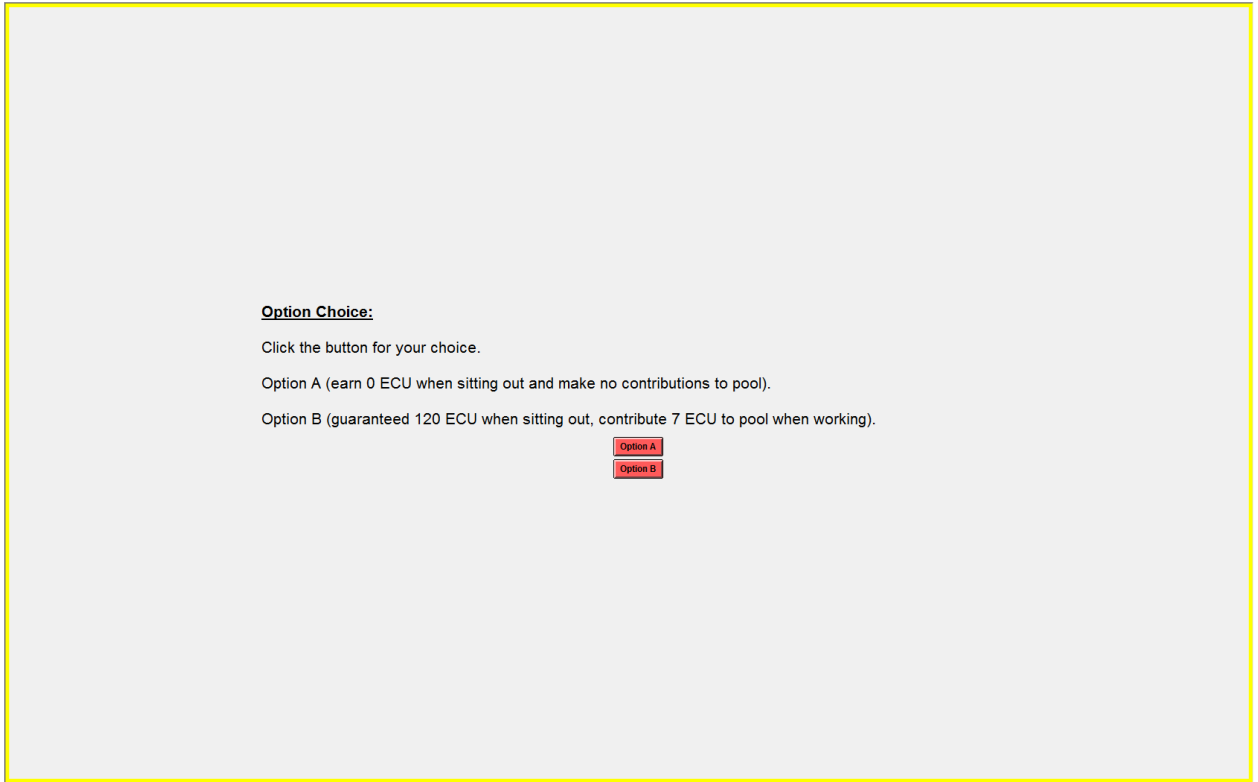 Option Choice:
Click the button for your choice.
Option A (earn 0 ECU when sitting out and make no contributions to pool).
Option B (guaranteed 120 ECU when sitting out, contribute 7 ECU to pool when working).
Option A
Option B